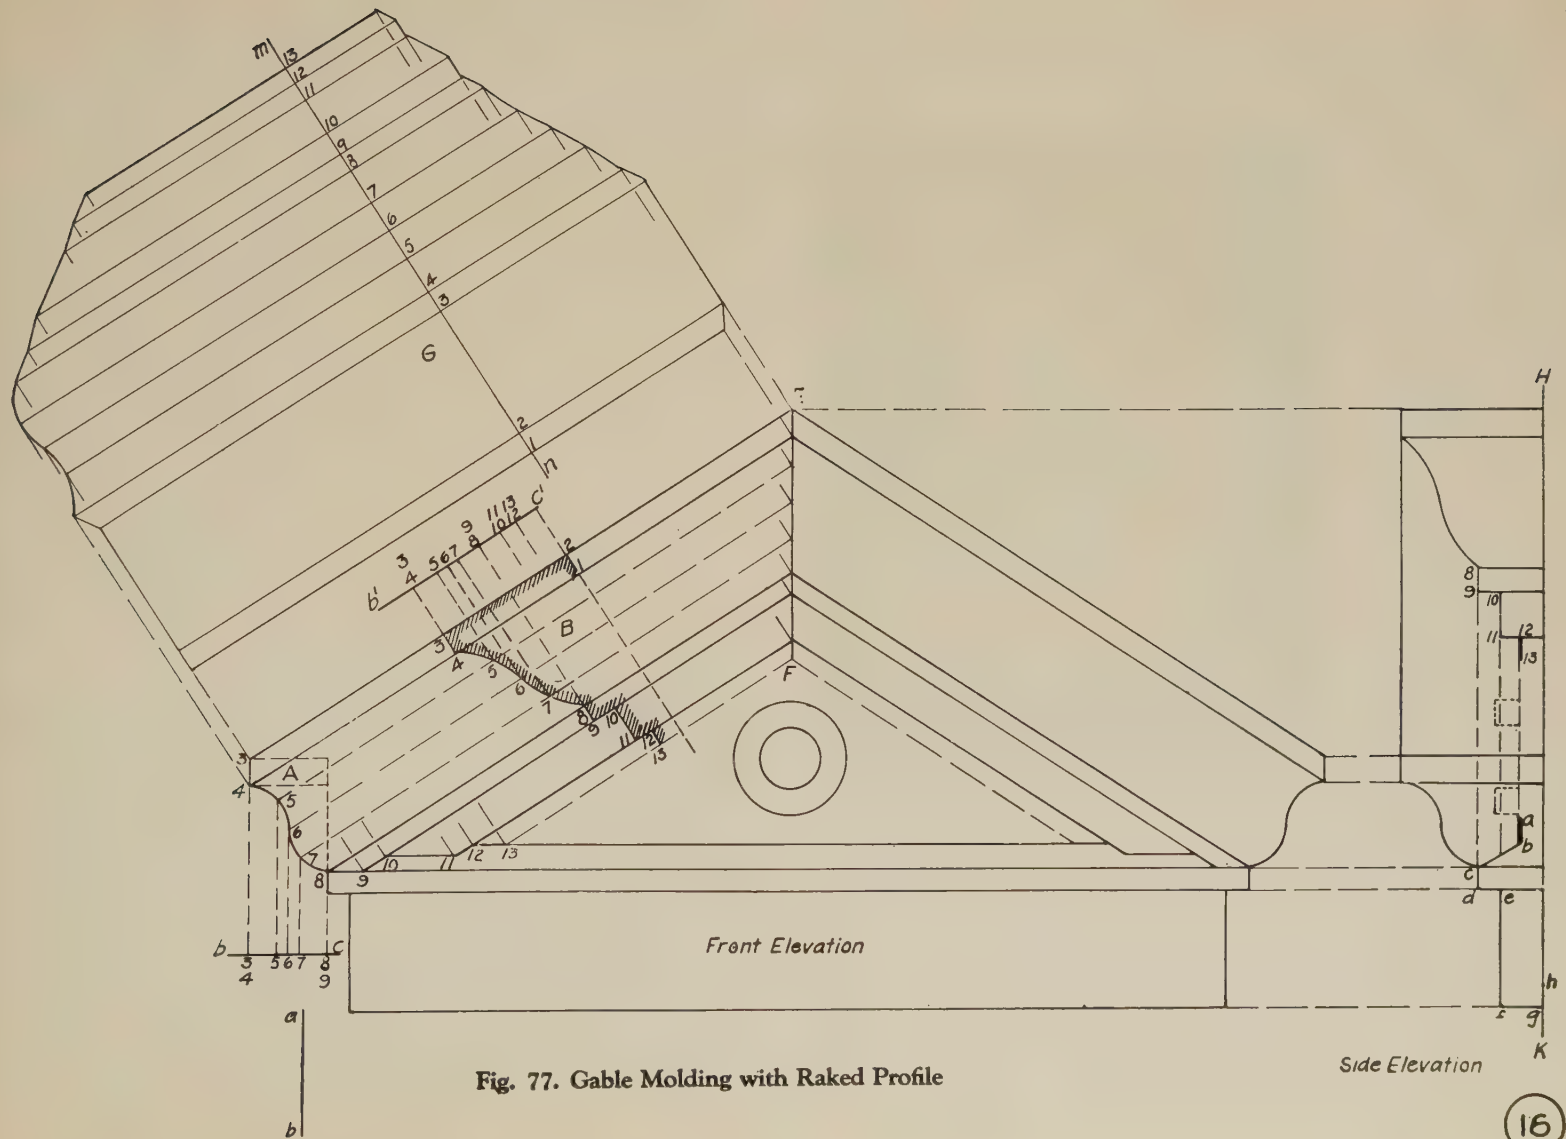 m
13
12
11
10
9
8
7
6
5
4
3
G
2
1
n
H
C'
13
11
12
10
9
8
7
6
5
3
4
b'
2
1
B
3
4
5
6
7
8
9
10
11
12
13
F
8
9
10
11
12
13
3
A
4
5
6
7
8
9
10
11
12
13
a
b
c
d
e
b
c
3
5
6
7
8
4
9
Front Elevation
h
f
g
K
a
b
Fig. 77. Gable Molding with Raked Profile
Side Elevation
16